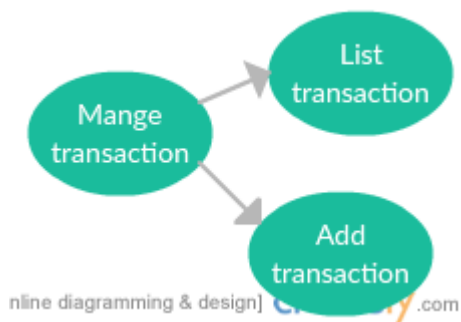 List
transaction
Mange
transaction
Add
transaction
nline diagramming & design] .com